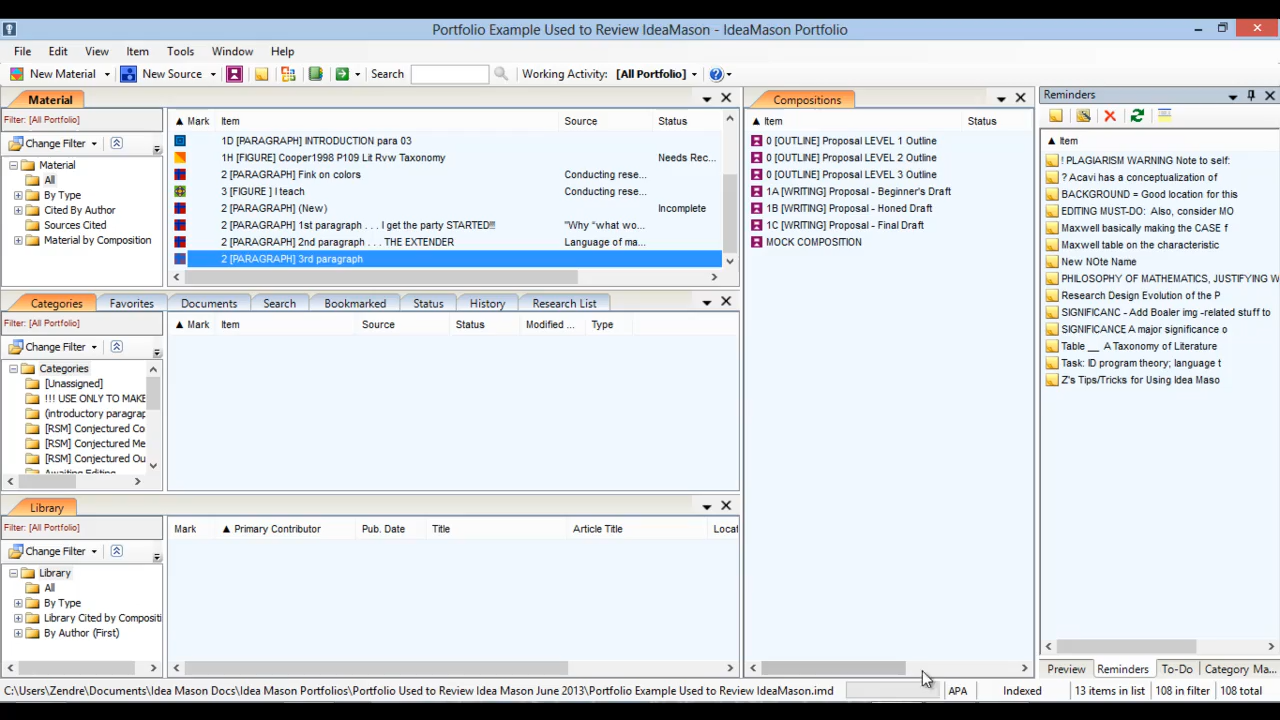 Portfolio Example Used to Review IdeaMason - IdeaMason Portfolio
File Edit View Item Tools Window Help
New Material New Source Search Working Activity: [All Portfolio]
Material
Filter: [All Portfolio]
Change Filter
Material
All
By Type
Cited By Author
Sources Cited
Material by Composition
Mark Item Source Status
1D [PARAGRAPH] INTRODUCTION para 03
1H [FIGURE] Cooper1998 P109 Lit Rvw Taxonomy Needs Rec...
2 [PARAGRAPH] Fink on colors Conducting rese...
3 [FIGURE ] I teach Conducting rese...
2 [PARAGRAPH] (New) Incomplete
2 [PARAGRAPH] 1st paragraph . . . I get the party STARTED!!! "Why “what wo...
2 [PARAGRAPH] 2nd paragraph . . . THE EXTENDER Language of ma...
2 [PARAGRAPH] 3rd paragraph
Categories Favorites Documents Search Bookmarked Status History Research List
Filter: [All Portfolio]
Change Filter
Categories
[Unassigned]
!!! USE ONLY TO MAKE
(introductory paragrap
[RSM] Conjectured Co
[RSM] Conjectured Me
[RSM] Conjectured Ou
Awaiting Editing
Mark Item Source Status Modified ... Type
Library
Filter: [All Portfolio]
Change Filter
Library
All
By Type
Library Cited by Compositi
By Author (First)
Mark Primary Contributor Pub. Date Title Article Title Locat
Compositions
Item Status
0 [OUTLINE] Proposal LEVEL 1 Outline
0 [OUTLINE] Proposal LEVEL 2 Outline
0 [OUTLINE] Proposal LEVEL 3 Outline
1A [WRITING] Proposal - Beginner's Draft
1B [WRITING] Proposal - Honed Draft
1C [WRITING] Proposal - Final Draft
MOCK COMPOSITION
Reminders
Item
! PLAGIARISM WARNING Note to self:
? Acavi has a conceptualization of
BACKGROUND = Good location for this
EDITING MUST-DO: Also, consider MO
Maxwell basically making the CASE f
Maxwell table on the characteristic
New NOte Name
PHILOSOPHY OF MATHEMATICS, JUSTIFYING W
Research Design Evolution of the P
SIGNIFICANC - Add Boaler img -related stuff to
SIGNIFICANCE A major significance o
Table __ A Taxonomy of Literature
Task: ID program theory; language t
Z's Tips/Tricks for Using Idea Maso
Preview Reminders To-Do Category Ma...
C:\Users\Zendre\Documents\Idea Mason Docs\Idea Mason Portfolios\Portfolio Used to Review Idea Mason June 2013\Portfolio Example Used to Review IdeaMason.imd APA Indexed 13 items in list 108 in filter 108 total